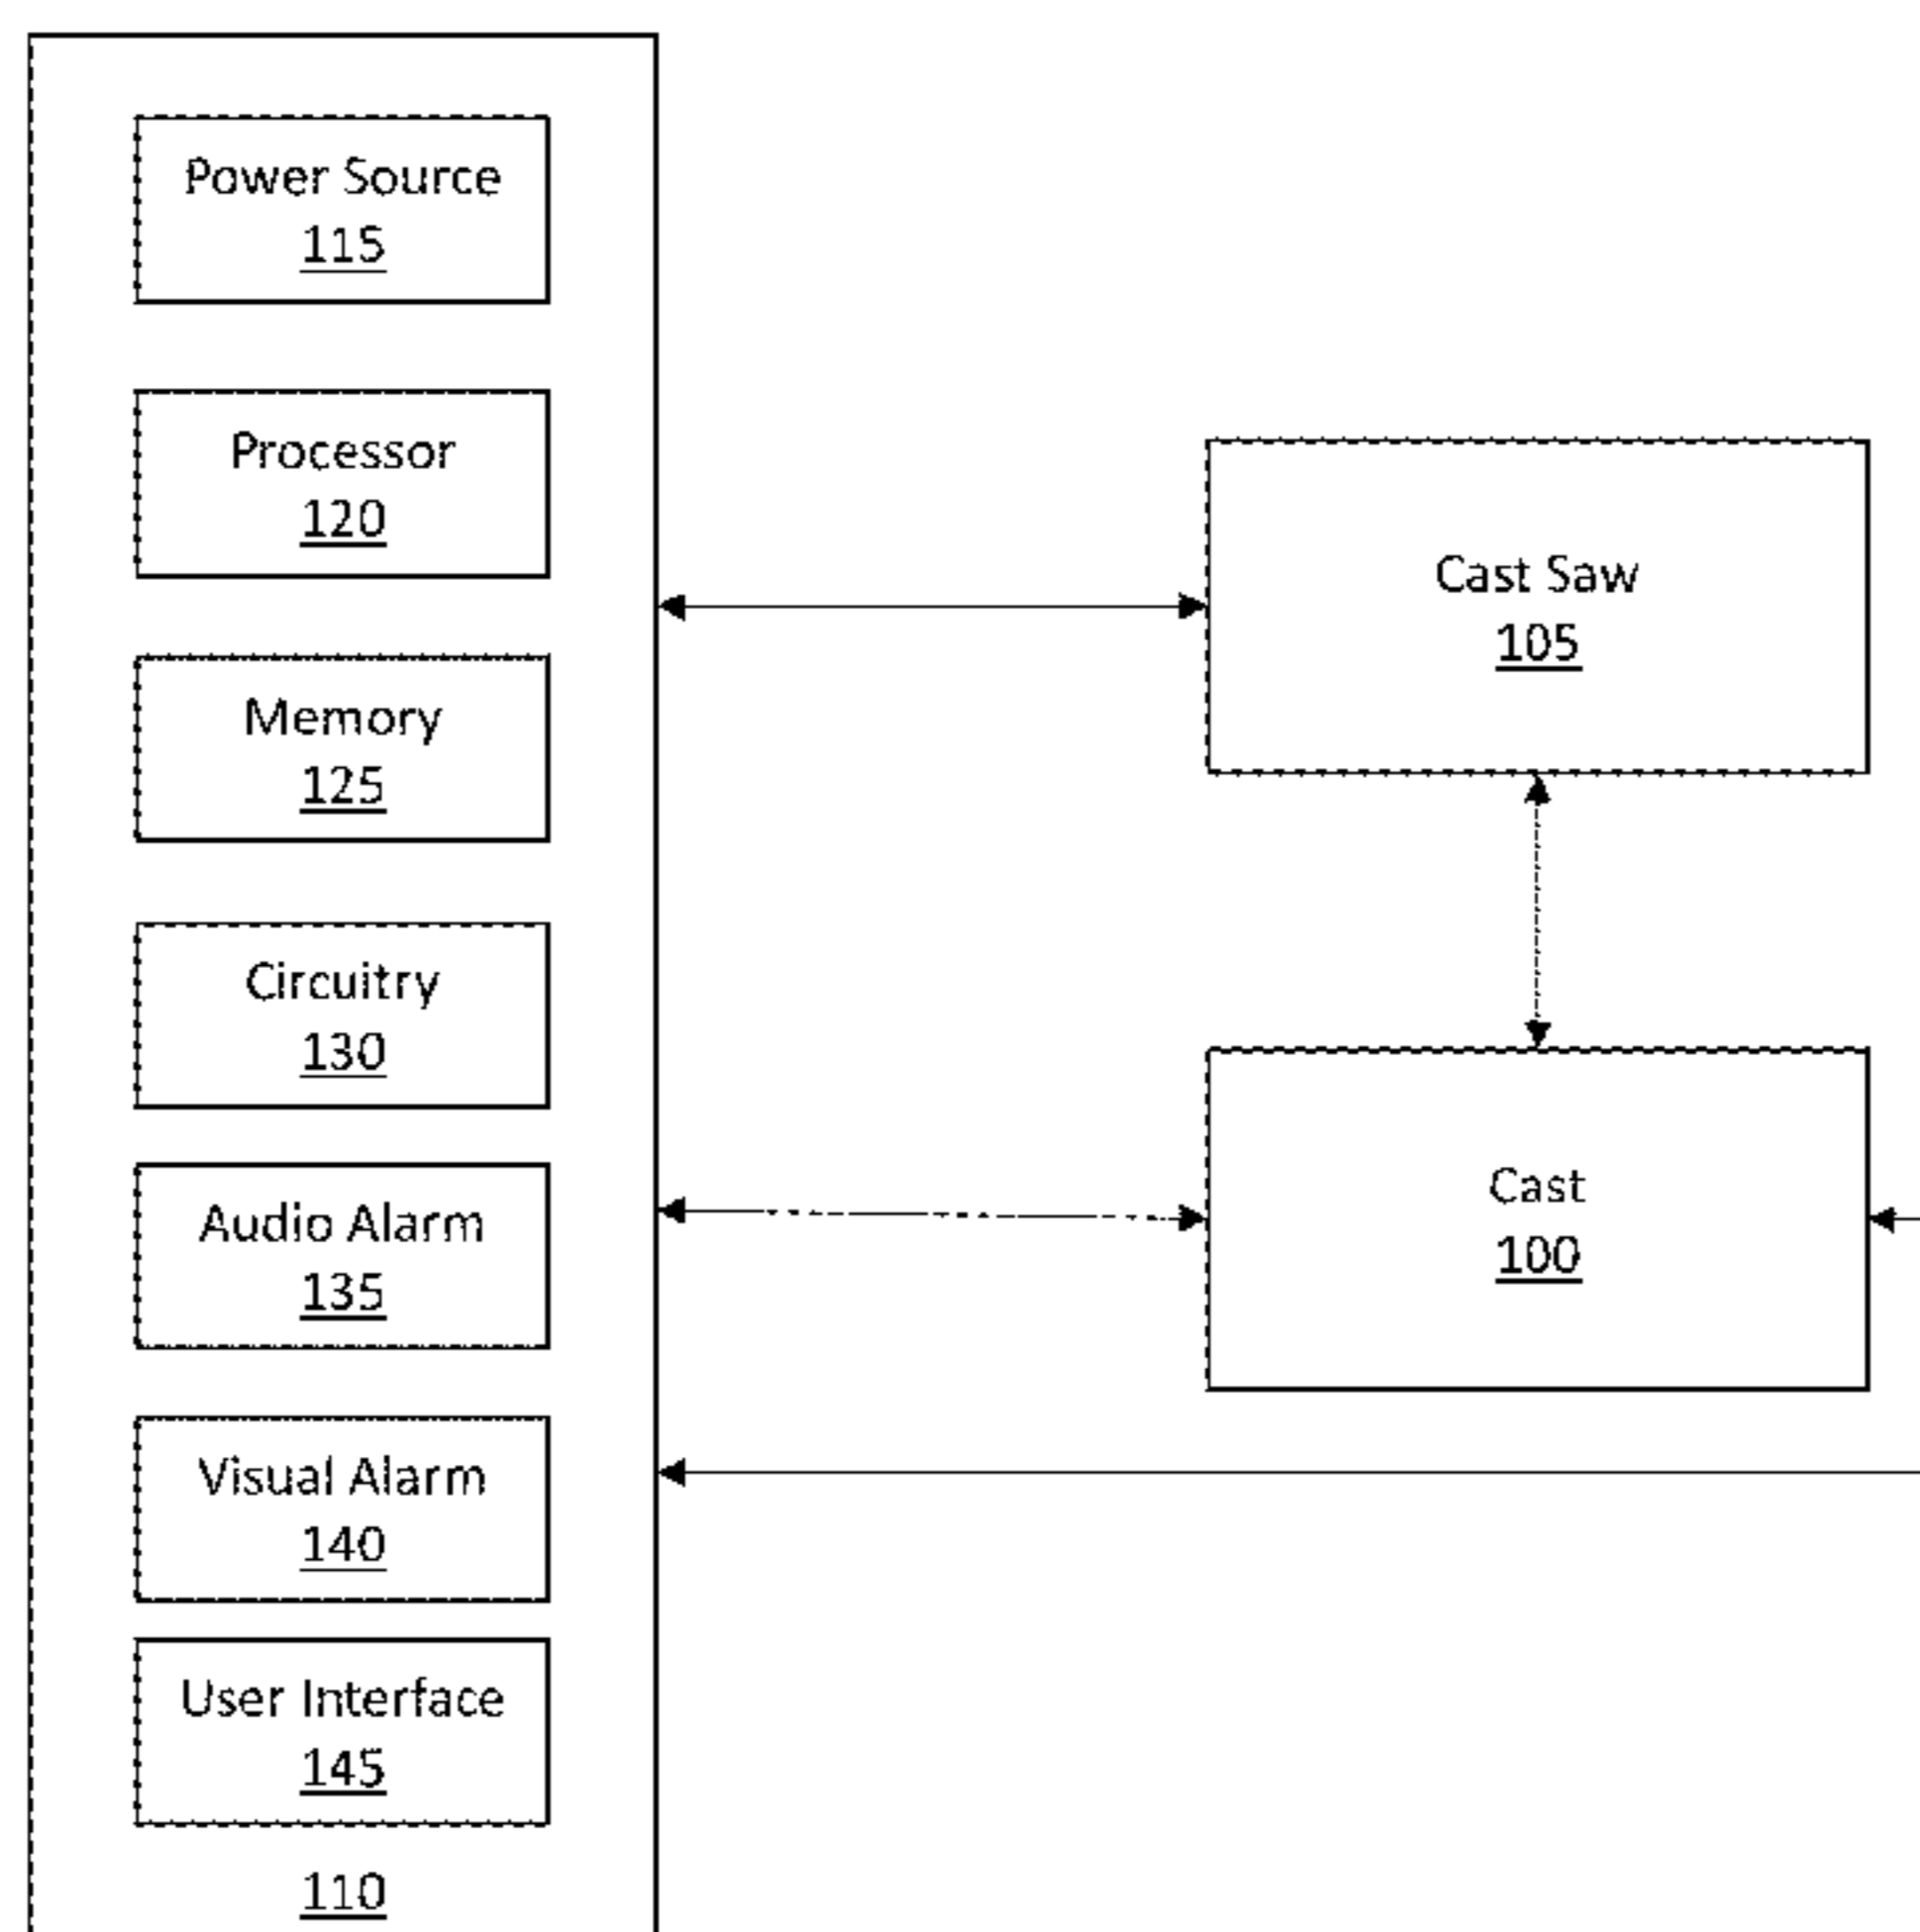 Power Source
115
Processor
120
Memory
125
Circuitry
130
Audio Alarm
135
Visual Alarm
140
User Interface
145
110
Cast Saw
105
Cast
100